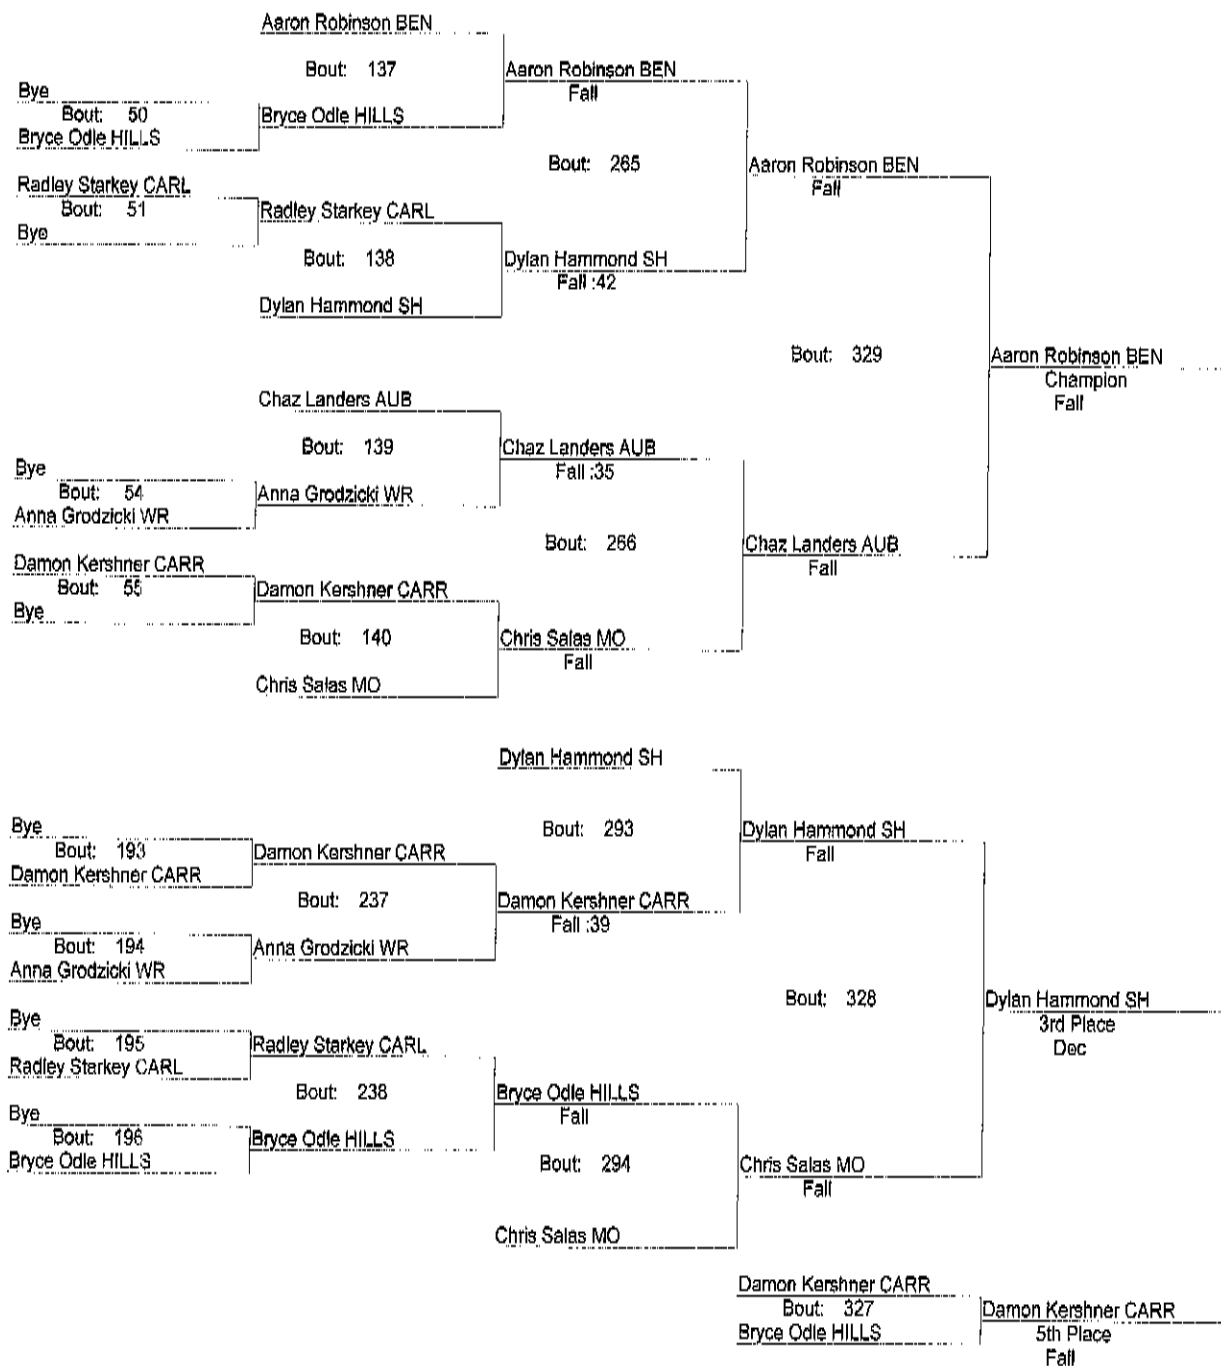 Aaron Robinson BEN
Bout: 137
Aaron Robinson BEN
Fall
Bye
Bout: 50
Bryce Odle HILLS
Bryce Odle HILLS
Bout: 265
Aaron Robinson BEN
Fall
Radley Starkey CARL
Bout: 51
Bye
Radley Starkey CARL
Bout: 138
Dylan Hammond SH
Fall :42
Dylan Hammond SH
Bout: 329
Aaron Robinson BEN
Champion
Fall
Chaz Landers AUB
Bout: 139
Chaz Landers AUB
Fall :35
Bye
Bout: 54
Anna Grodzicki WR
Anna Grodzicki WR
Bout: 266
Chaz Landers AUB
Fall
Damon Kershner CARR
Bout: 55
Bye
Damon Kershner CARR
Bout: 140
Chris Salas MO
Fall
Chris Salas MO
Dylan Hammond SH
Bout: 293
Dylan Hammond SH
Fall
Bye
Bout: 193
Damon Kershner CARR
Damon Kershner CARR
Bout: 237
Damon Kershner CARR
Fall :39
Bye
Bout: 194
Anna Grodzicki WR
Anna Grodzicki WR
Bout: 328
Dylan Hammond SH
3rd Place
Dec
Bye
Bout: 195
Radley Starkey CARL
Radley Starkey CARL
Bout: 238
Bryce Odle HILLS
Fall
Bye
Bout: 196
Bryce Odle HILLS
Bryce Odle HILLS
Bout: 294
Chris Salas MO
Fall
Chris Salas MO
Damon Kershner CARR
Bout: 327
Bryce Odle HILLS
Damon Kershner CARR
5th Place
Fall